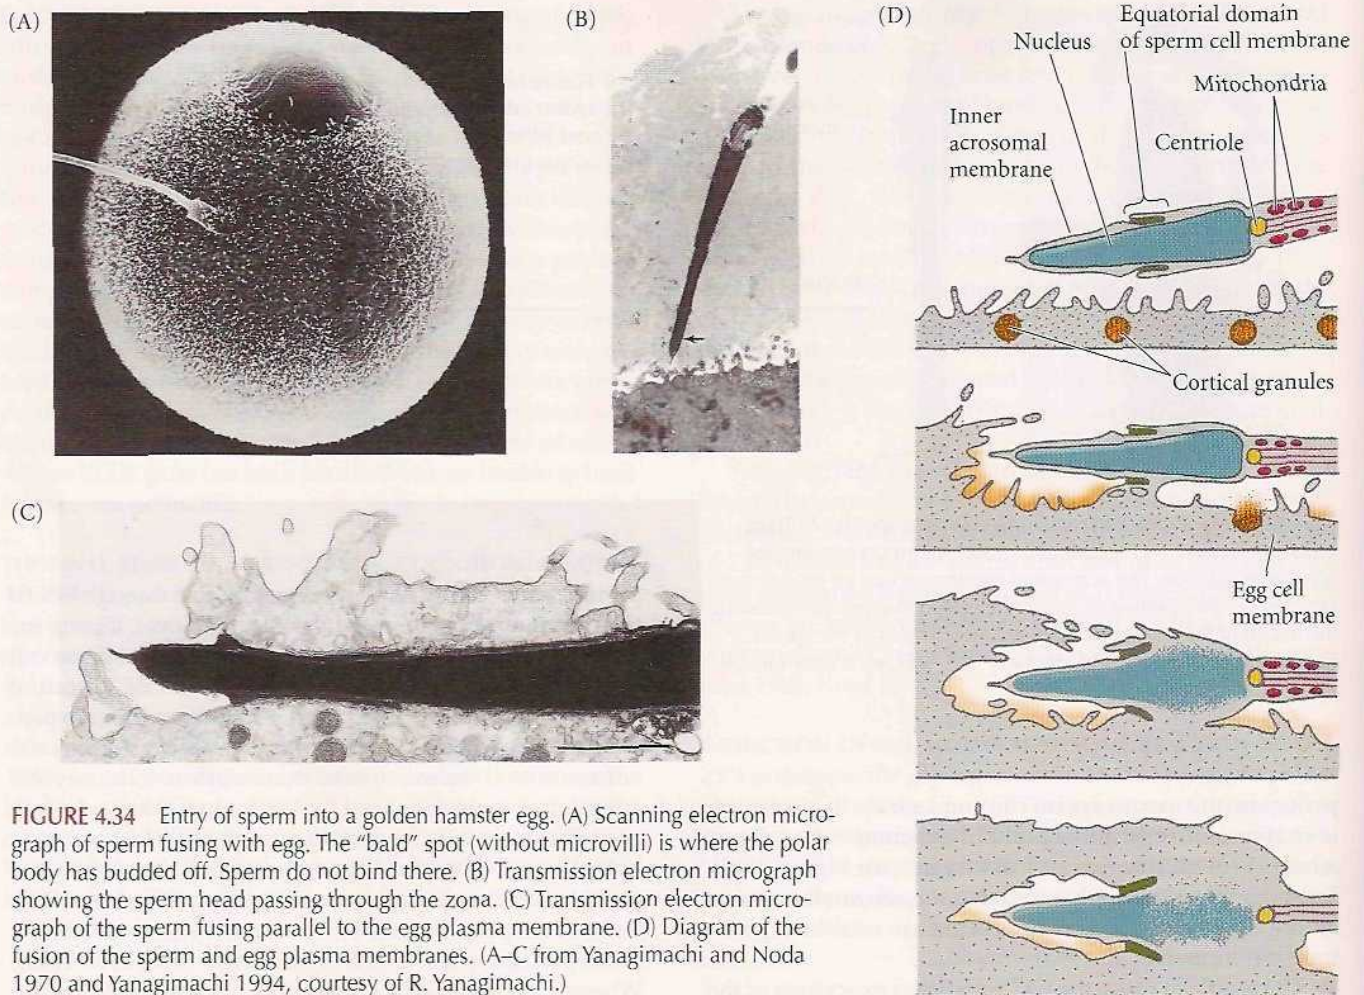 (A)
(B)
(C)
(D)
Equatorial domain
of sperm cell membrane
Nucleus
Mitochondria
Inner
acrosomal
membrane
Centriole
Cortical granules
Egg cell
membrane
FIGURE 4.34 Entry of sperm into a golden hamster egg. (A) Scanning electron micro-
graph of sperm fusing with egg. The "bald" spot (without microvilli) is where the polar
body has budded off. Sperm do not bind there. (B) Transmission electron micrograph
showing the sperm head passing through the zona. (C) Transmission electron micro-
graph of the sperm fusing parallel to the egg plasma membrane. (D) Diagram of the
fusion of the sperm and egg plasma membranes. (A–C from Yanagimachi and Noda
1970 and Yanagimachi 1994, courtesy of R. Yanagimachi.)